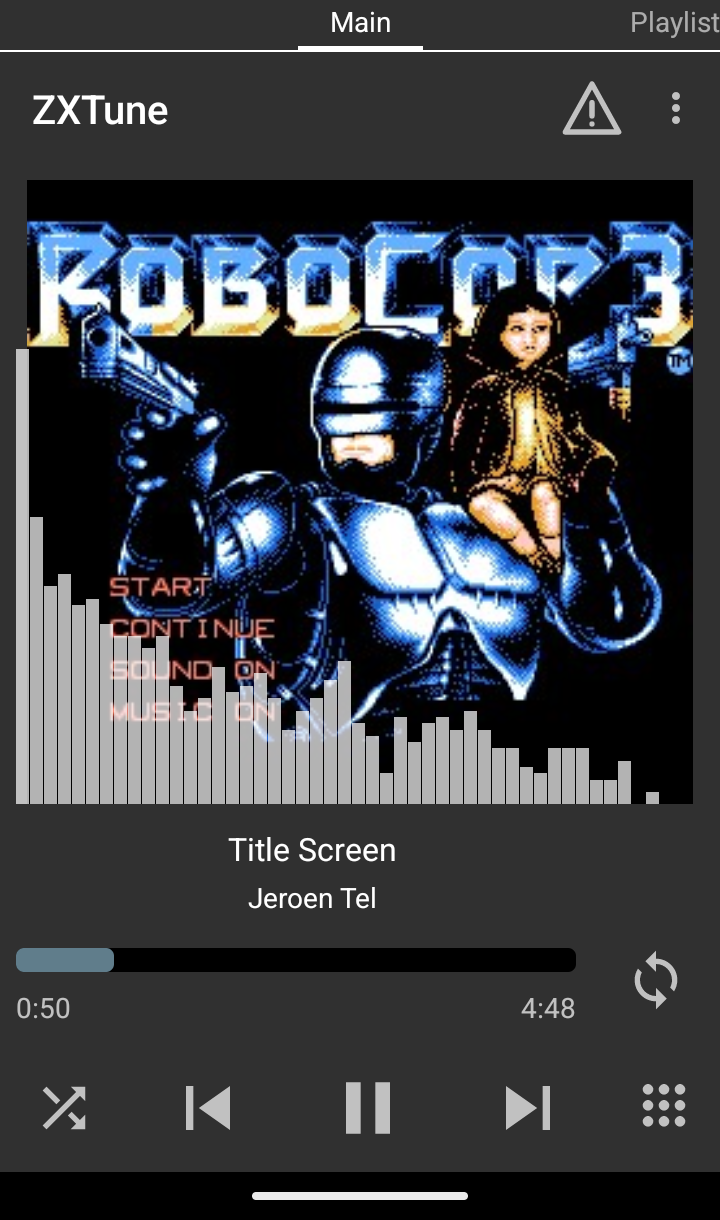 Main
Playlist
ZXTune
ROBOCOP 3
TM
START
CONTINUE
SOUND ON
MUSIC ON
Title Screen
Jeroen Tel
0:50
4:48